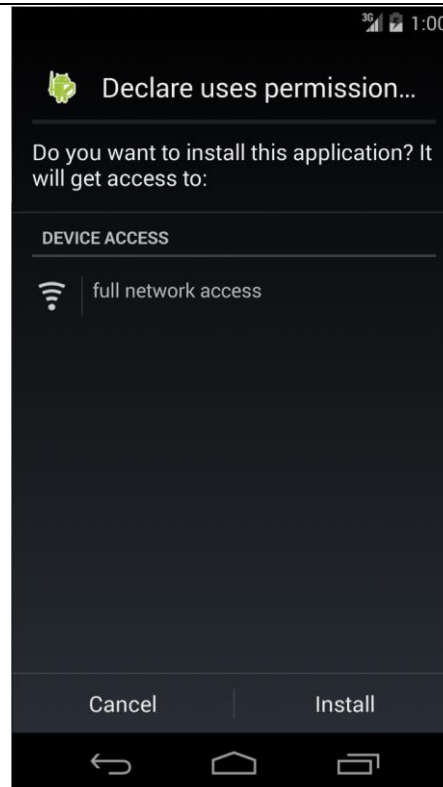 3G 1:00
Declare uses permission...
Do you want to install this application? It
will get access to:
DEVICE ACCESS
full network access
Cancel Install